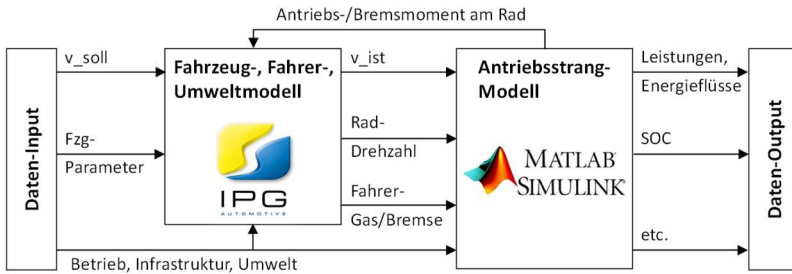 Antriebs-/Bremsmoment am Rad
Daten-Input
v_soll
Fzg-
Parameter
Betrieb, Infrastruktur, Umwelt
Fahrzeug-, Fahrer-,
Umweltmodell
IPG
AUTOMOTIVE
v_ist
Rad-
Drehzahl
Fahrer-
Gas/Bremse
Antriebsstrang-
Modell
MATLAB
SIMULINK
Leistungen,
Energieflüsse
SOC
etc.
Daten-Output